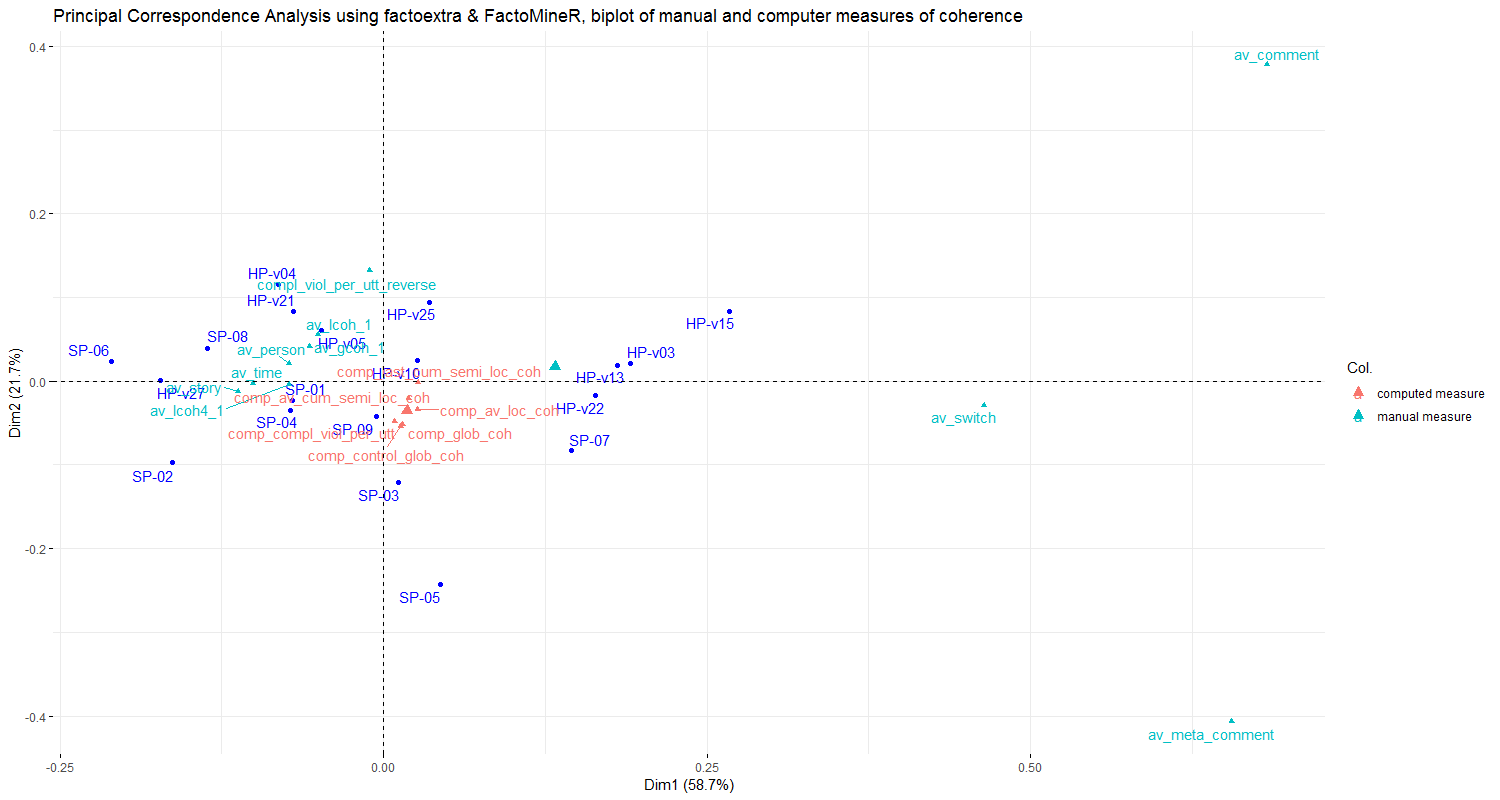 Principal Correspondence Analysis using factoextra & FactoMineR, biplot of manual and computer measures of coherence
0.4
av_comment
0.2
HP-v04
compl_viol_per_utt_reverse
HP-v21
HP-v25
av_lcoh_1
HP-v15
SP-08
HP-v05
av_gcoh_1
SP-06
av_person
HP-v03
comp_last_cum_semi_loc_coh
HP-v10
av_time
HP-v13
0.0
av_story
SP-01
HP-v27
comp_av_cum_semi_loc_coh
av_lcoh4_1
comp_av_loc_coh
HP-v22
av_switch
SP-04
SP-09
comp_compl_viol_per_utt
comp_glob_coh
SP-07
comp_control_glob_coh
SP-02
SP-03
-0.2
SP-05
-0.4
av_meta_comment
-0.25
0.00
0.25
0.50
Dim1 (58.7%)
Dim2 (21.7%)
Col.
a computed measure
a manual measure